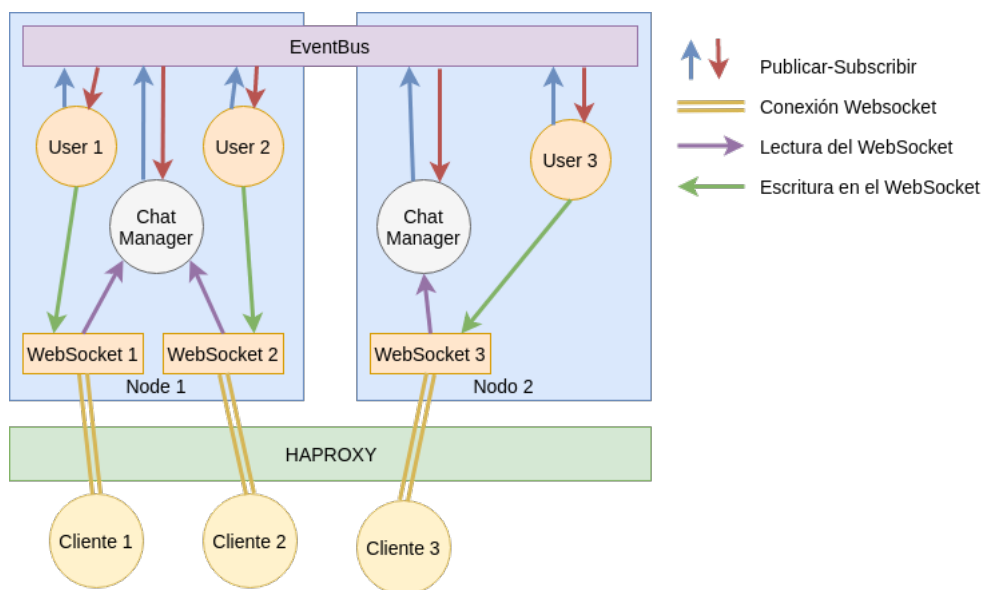 EventBus
User 1
User 2
User 3
Chat
Manager
Chat
Manager
WebSocket 1
WebSocket 2
WebSocket 3
Node 1
Nodo 2
HAPROXY
Cliente 1
Cliente 2
Cliente 3
Publicar-Subscribir
Conexión Websocket
Lectura del WebSocket
Escritura en el WebSocket